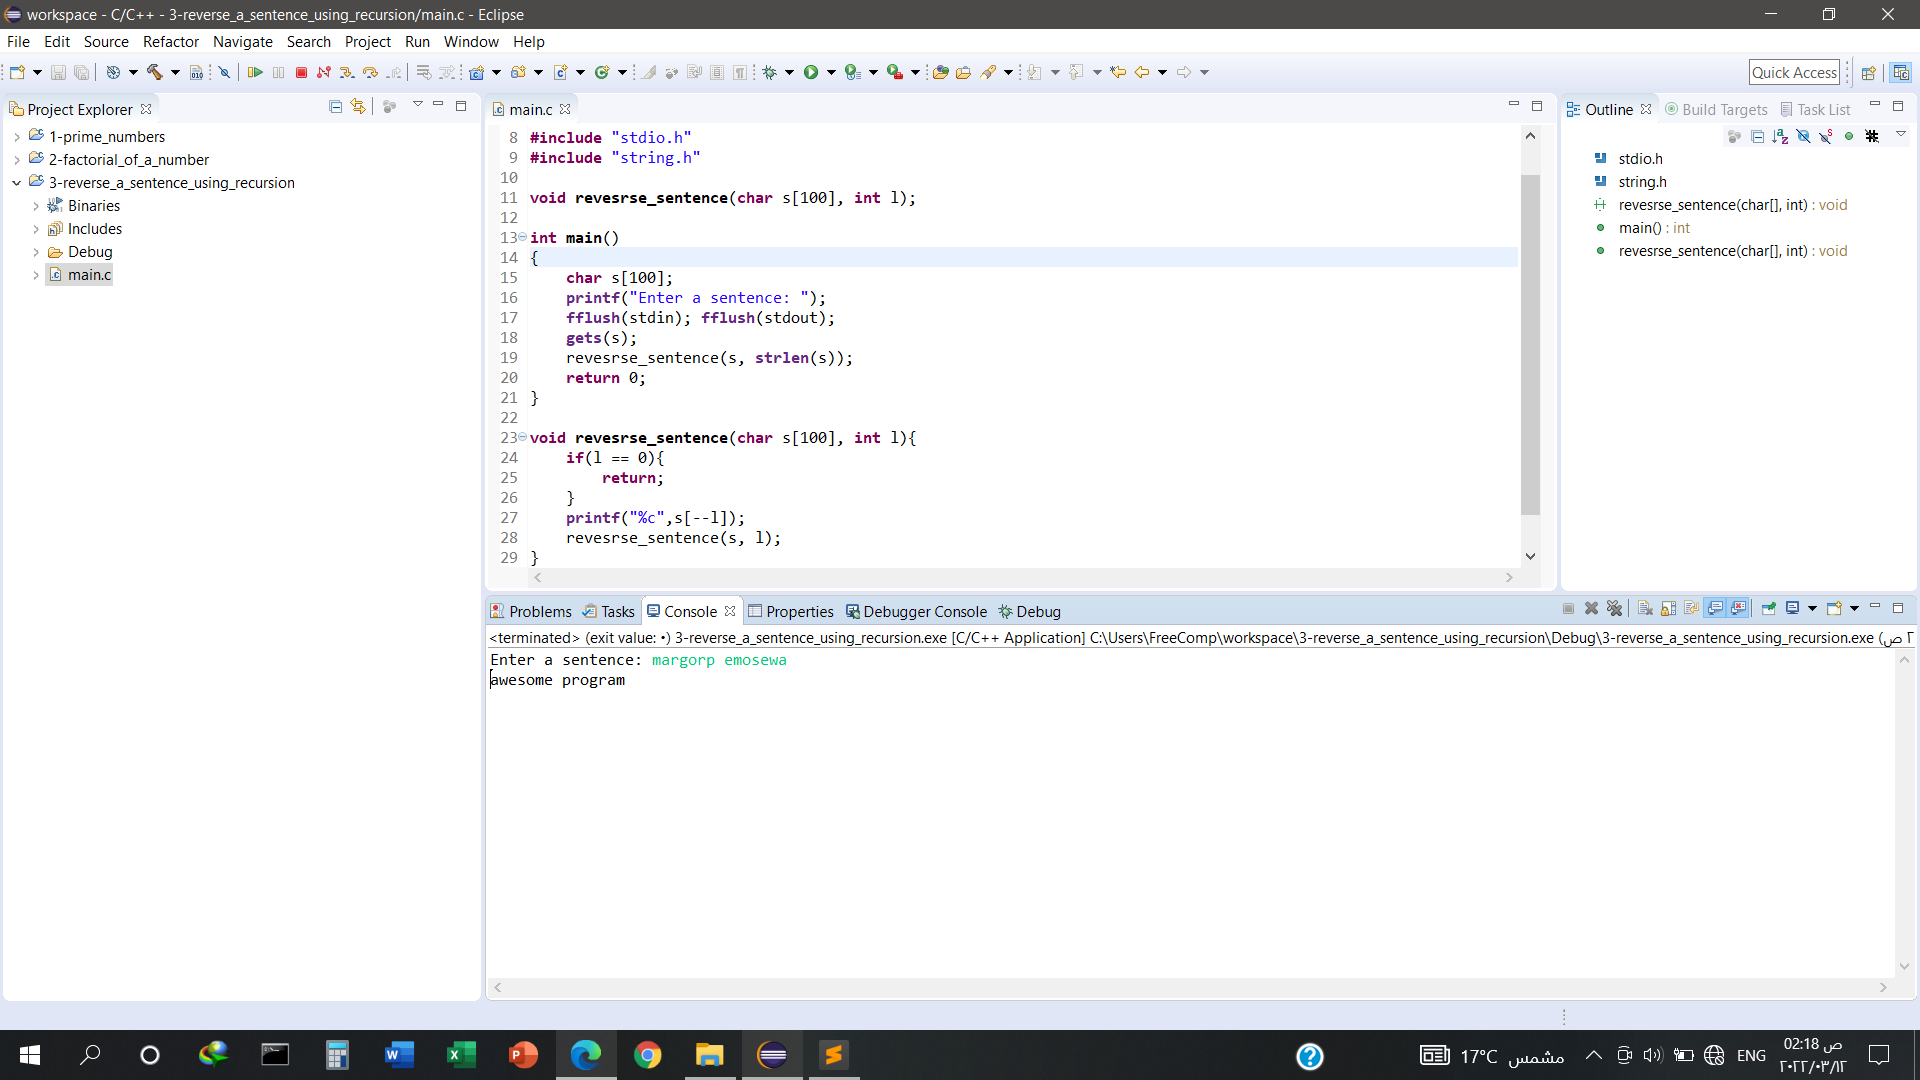 workspace - C/C++ - 3-reverse_a_sentence_using_recursion/main.c - Eclipse
File Edit Source Refactor Navigate Search Project Run Window Help
Quick Access
Project Explorer
1-prime_numbers
2-factorial_of_a_number
3-reverse_a_sentence_using_recursion
Binaries
Includes
Debug
main.c
main.c
8 #include "stdio.h"
9 #include "string.h"
10
11 void revesrse_sentence(char s[100], int l);
12
13 int main()
14 {
15 char s[100];
16 printf("Enter a sentence: ");
17 fflush(stdin); fflush(stdout);
18 gets(s);
19 revesrse_sentence(s, strlen(s));
20 return 0;
21 }
22
23 void revesrse_sentence(char s[100], int l){
24 if(l == 0){
25 return;
26 }
27 printf("%c",s[--l]);
28 revesrse_sentence(s, l);
29 }
Outline Build Targets Task List
stdio.h
string.h
revesrse_sentence(char[], int) : void
main() : int
revesrse_sentence(char[], int) : void
Problems Tasks Console Properties Debugger Console Debug
<terminated> (exit value: •) 3-reverse_a_sentence_using_recursion.exe [C/C++ Application] C:\Users\FreeComp\workspace\3-reverse_a_sentence_using_recursion\Debug\3-reverse_a_sentence_using_recursion.exe (ص ٢
Enter a sentence: margorp emosewa
awesome program
17°C مشمس
ENG
02:18 ص
٢٠٢٢/٠٣/١٢